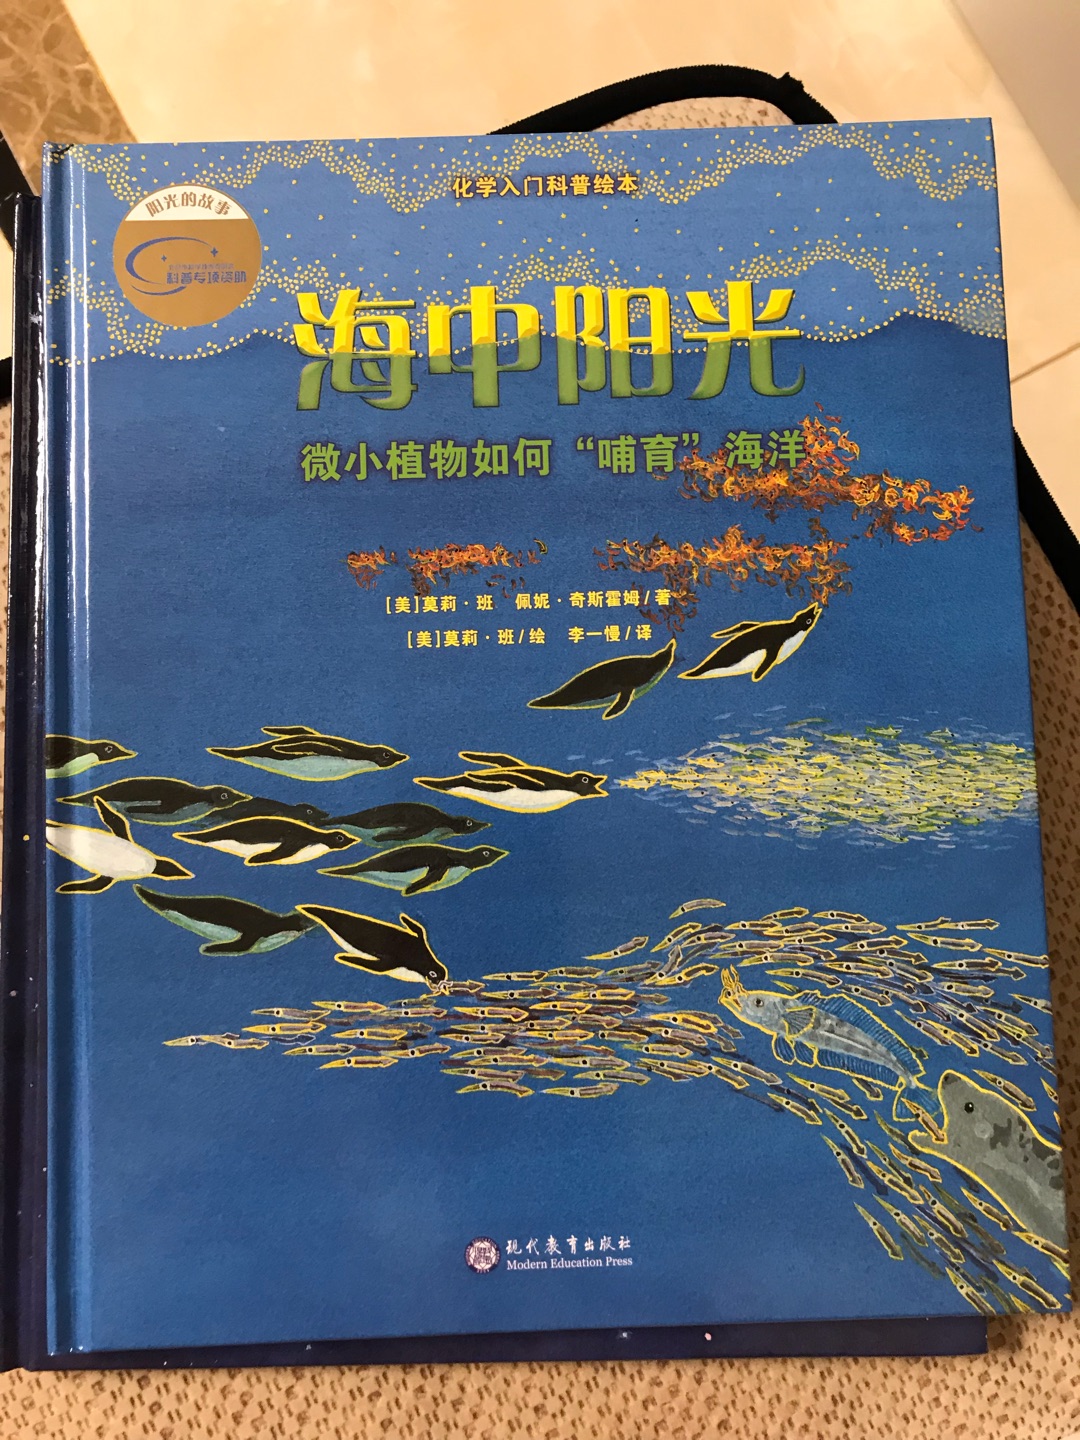 化学入门科普绘本
阳光的故事
科普专项资助
海中阳光
微小植物如何“哺育”海洋
[美]莫莉·班 佩妮·奇斯霍姆/著
[美]莫莉·班/绘 李一慢/译
现代教育出版社
Modern Education Press